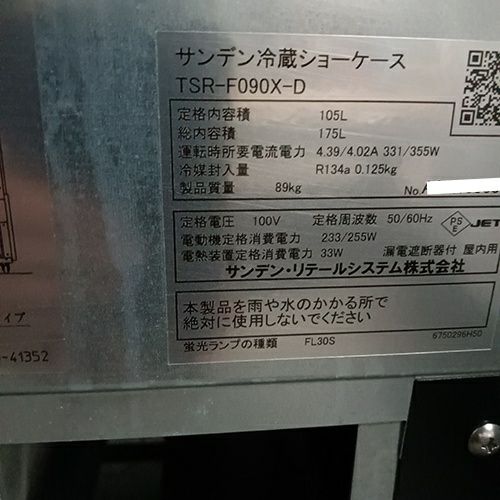 サンデン冷蔵ショーケース
TSR-F090X-D
定格内容積 105L
総内容積 175L
運転時所要電流電力 4.39/4.02A 331/355W
冷媒封入量 R134a 0.125kg
製品質量 89kg No.
定格電圧 100V 定格周波数 50/60Hz
PS
E
JET
電動機定格消費電力 233/255W
電熱装置定格消費電力 33W 漏電遮断器付 屋内用
サンデン・リテールシステム株式会社
本製品を雨や水のかかる所で
絶対に使用しないでください
蛍光ランプの種類 FL30S
6750296H50
イプ
-41352